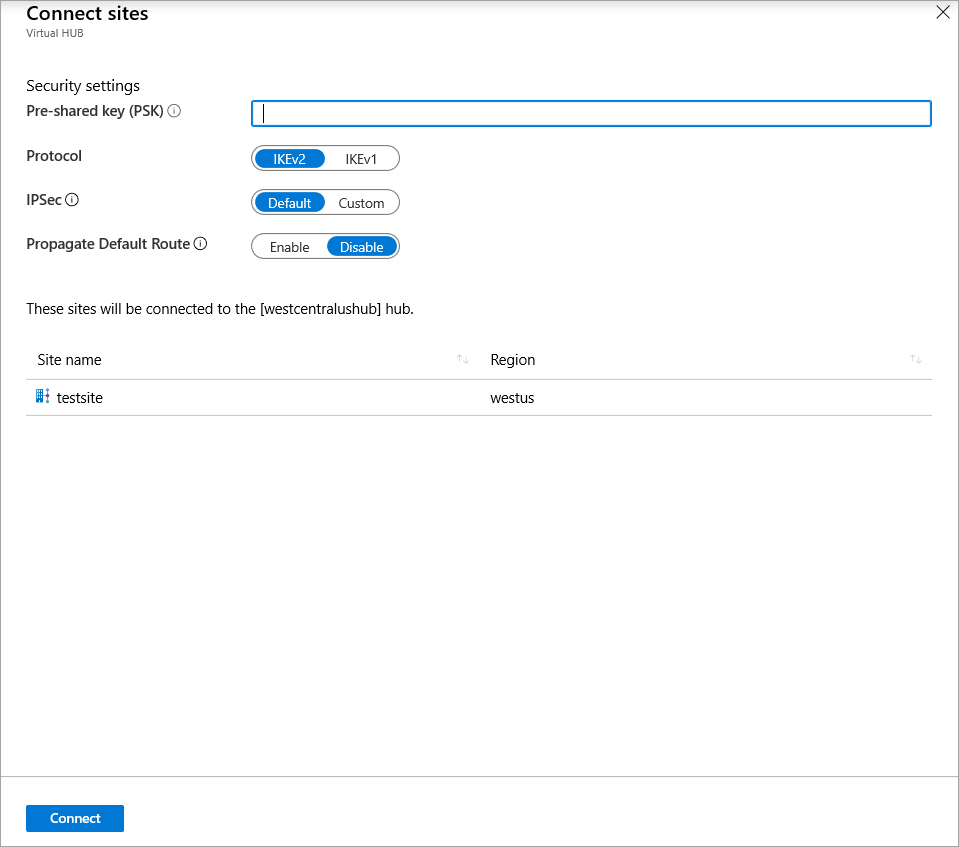 Connect sites
Virtual HUB
Security settings
Pre-shared key (PSK)
Protocol IKEv2 IKEv1
IPSec Default Custom
Propagate Default Route Enable Disable
These sites will be connected to the [westcentralushub] hub.
Site name Region
testsite westus
Connect